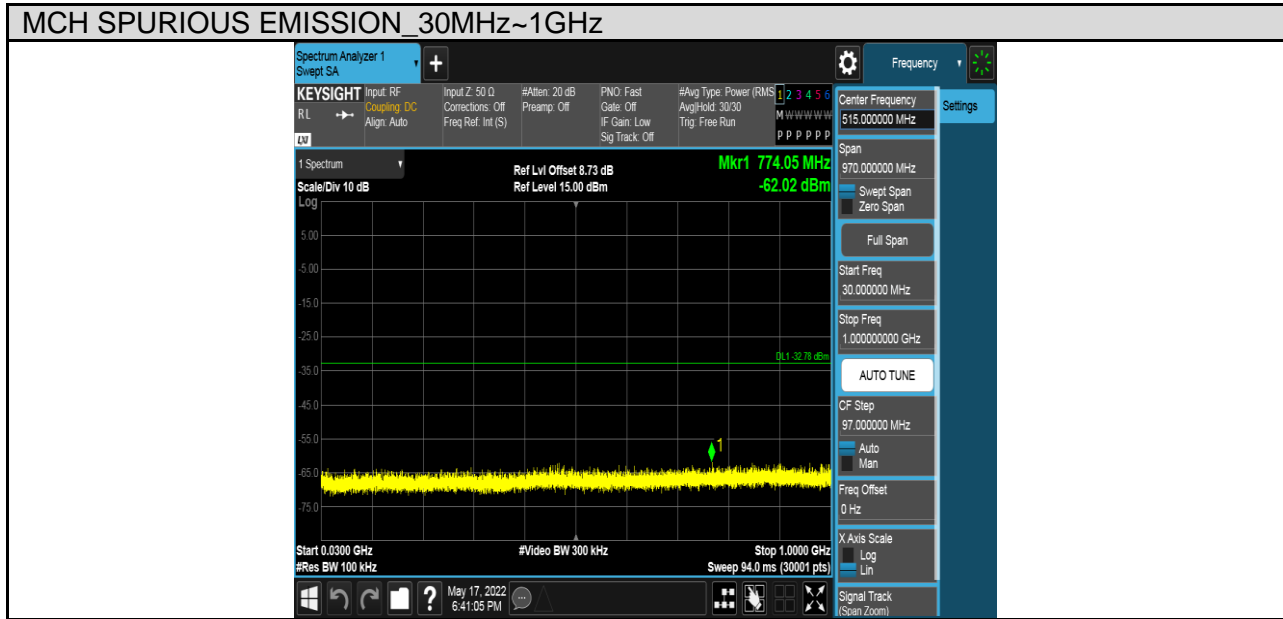 MCH SPURIOUS EMISSION_30MHz~1GHz
Spectrum Analyzer 1
Swept SA
Frequency
KEYSIGHT
RL
LXI
Input: RF
Coupling: DC
Align: Auto
Input Z: 50 Ω
Corrections: Off
Freq Ref: Int (S)
#Atten: 20 dB
Preamp: Off
PNO: Fast
Gate: Off
IF Gain: Low
Sig Track: Off
#Avg Type: Power (RMS
Avg|Hold: 30/30
Trig: Free Run
1 2 3 4 5 6
M W W W W W
P P P P P P
1 Spectrum
Scale/Div 10 dB
Ref Lvl Offset 8.73 dB
Ref Level 15.00 dBm
Mkr1 774.05 MHz
-62.02 dBm
Log
5.00
-5.00
-15.0
-25.0
DL1 -32.78 dBm
-35.0
-45.0
-55.0
1
-65.0
-75.0
Start 0.0300 GHz
#Res BW 100 kHz
#Video BW 300 kHz
Stop 1.0000 GHz
Sweep 94.0 ms (30001 pts)
May 17, 2022
6:41:05 PM
Center Frequency
515.000000 MHz
Settings
Span
970.000000 MHz
Swept Span
Zero Span
Full Span
Start Freq
30.000000 MHz
Stop Freq
1.000000000 GHz
AUTO TUNE
CF Step
97.000000 MHz
Auto
Man
Freq Offset
0 Hz
X Axis Scale
Log
Lin
Signal Track
(Span Zoom)